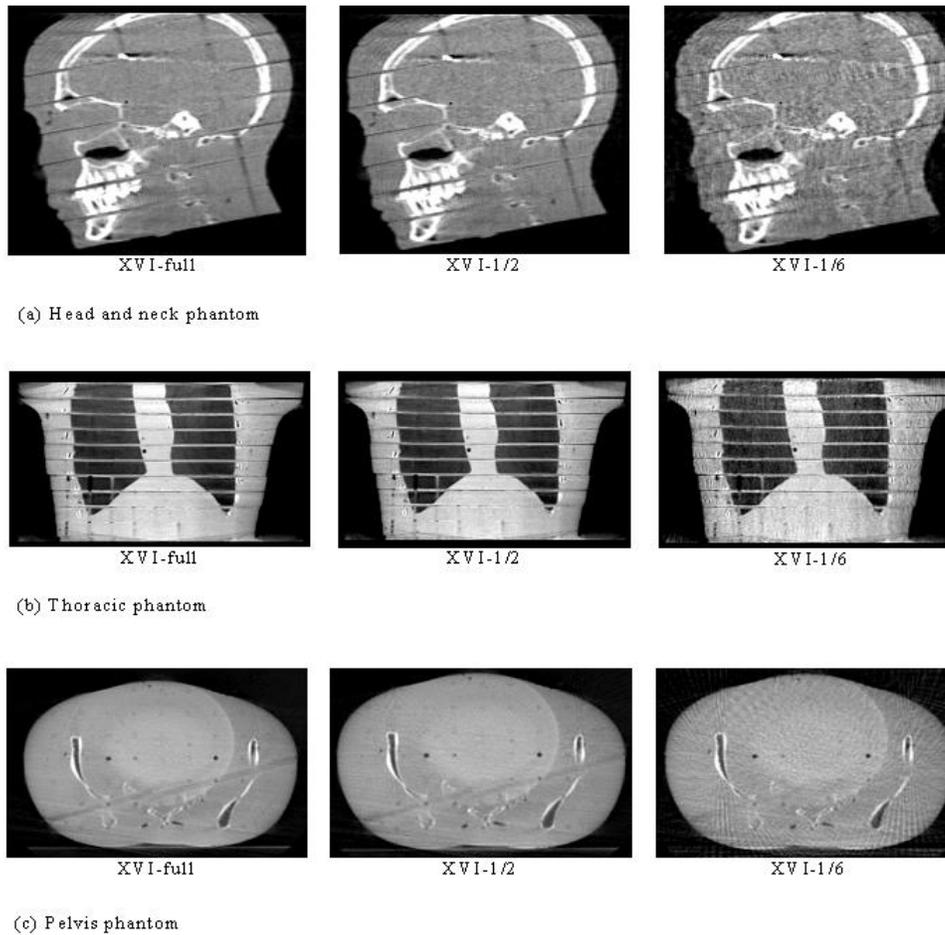 XVI-full XVI-1/2 XVI-1/6
(a) Head and neck phantom
XVI-full XVI-1/2 XVI-1/6
(b) Thoracic phantom
XVI-full XVI-1/2 XVI-1/6
(c) Pelvis phantom